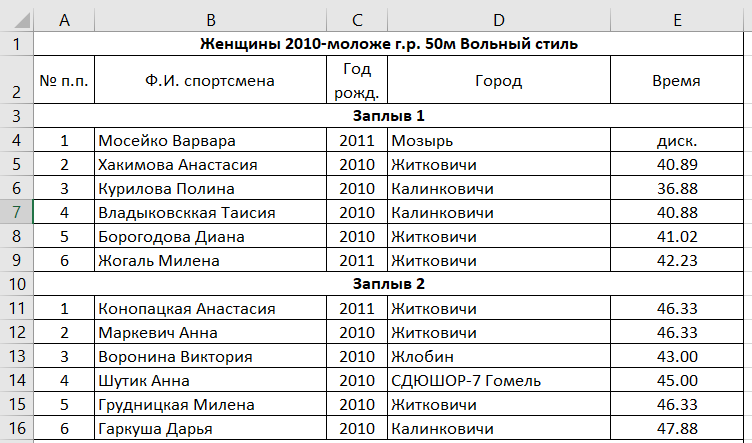 A B C D E
1 Женщины 2010-моложе г.р. 50м Вольный стиль
2 № п.п. Ф.И. спортсмена Год рожд. Город Время
3 Заплыв 1
4 1 Мосейко Варвара 2011 Мозырь диск.
5 2 Хакимова Анастасия 2010 Житковичи 40.89
6 3 Курилова Полина 2010 Калинковичи 36.88
7 4 Владыковсккая Таисия 2010 Калинковичи 40.88
8 5 Борогодова Диана 2010 Житковичи 41.02
9 6 Жогаль Милена 2011 Житковичи 42.23
10 Заплыв 2
11 1 Конопацкая Анастасия 2011 Житковичи 46.33
12 2 Маркевич Анна 2010 Житковичи 46.33
13 3 Воронина Виктория 2010 Жлобин 43.00
14 4 Шутик Анна 2010 СДЮШОР-7 Гомель 45.00
15 5 Грудницкая Милена 2010 Житковичи 46.33
16 6 Гаркуша Дарья 2010 Калинковичи 47.88